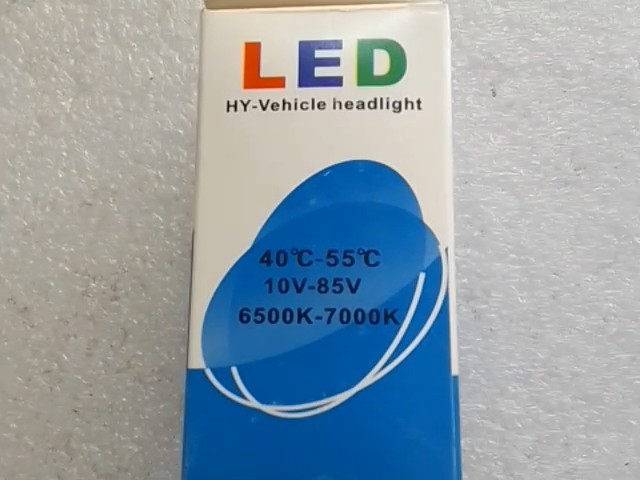 LED
HY-Vehicle headlight
40℃-55℃
10V-85V
6500K-7000K